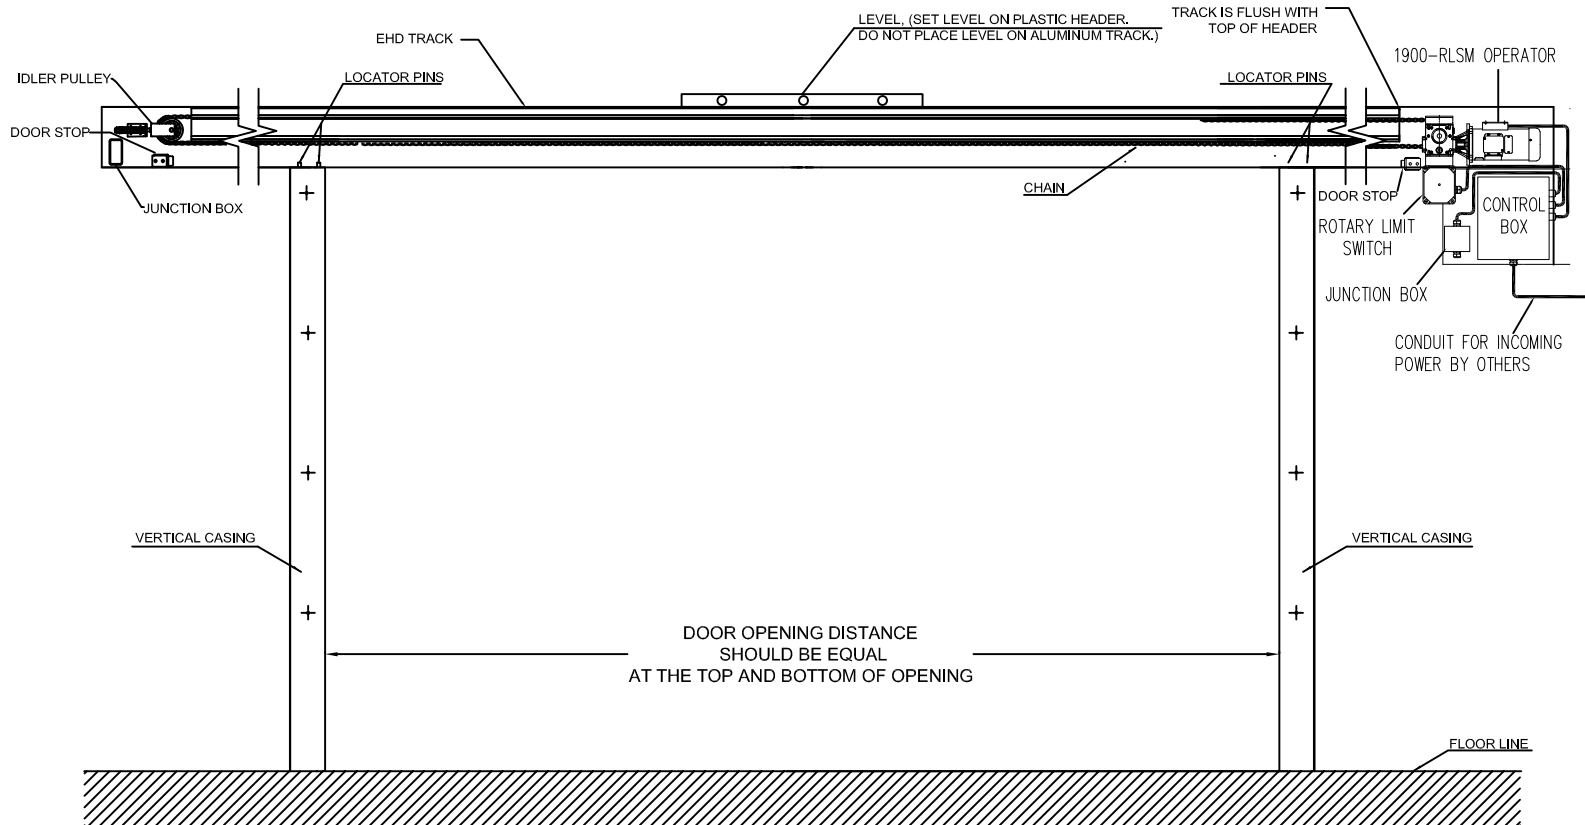 LEVEL, (SET LEVEL ON PLASTIC HEADER.
DO NOT PLACE LEVEL ON ALUMINUM TRACK.)
TRACK IS FLUSH WITH
TOP OF HEADER
EHD TRACK
1900-RLSM OPERATOR
IDLER PULLEY
LOCATOR PINS
LOCATOR PINS
DOOR STOP
CHAIN
DOOR STOP
JUNCTION BOX
CONTROL
BOX
ROTARY LIMIT
SWITCH
JUNCTION BOX
CONDUIT FOR INCOMING
POWER BY OTHERS
VERTICAL CASING
VERTICAL CASING
DOOR OPENING DISTANCE
SHOULD BE EQUAL
AT THE TOP AND BOTTOM OF OPENING
FLOOR LINE